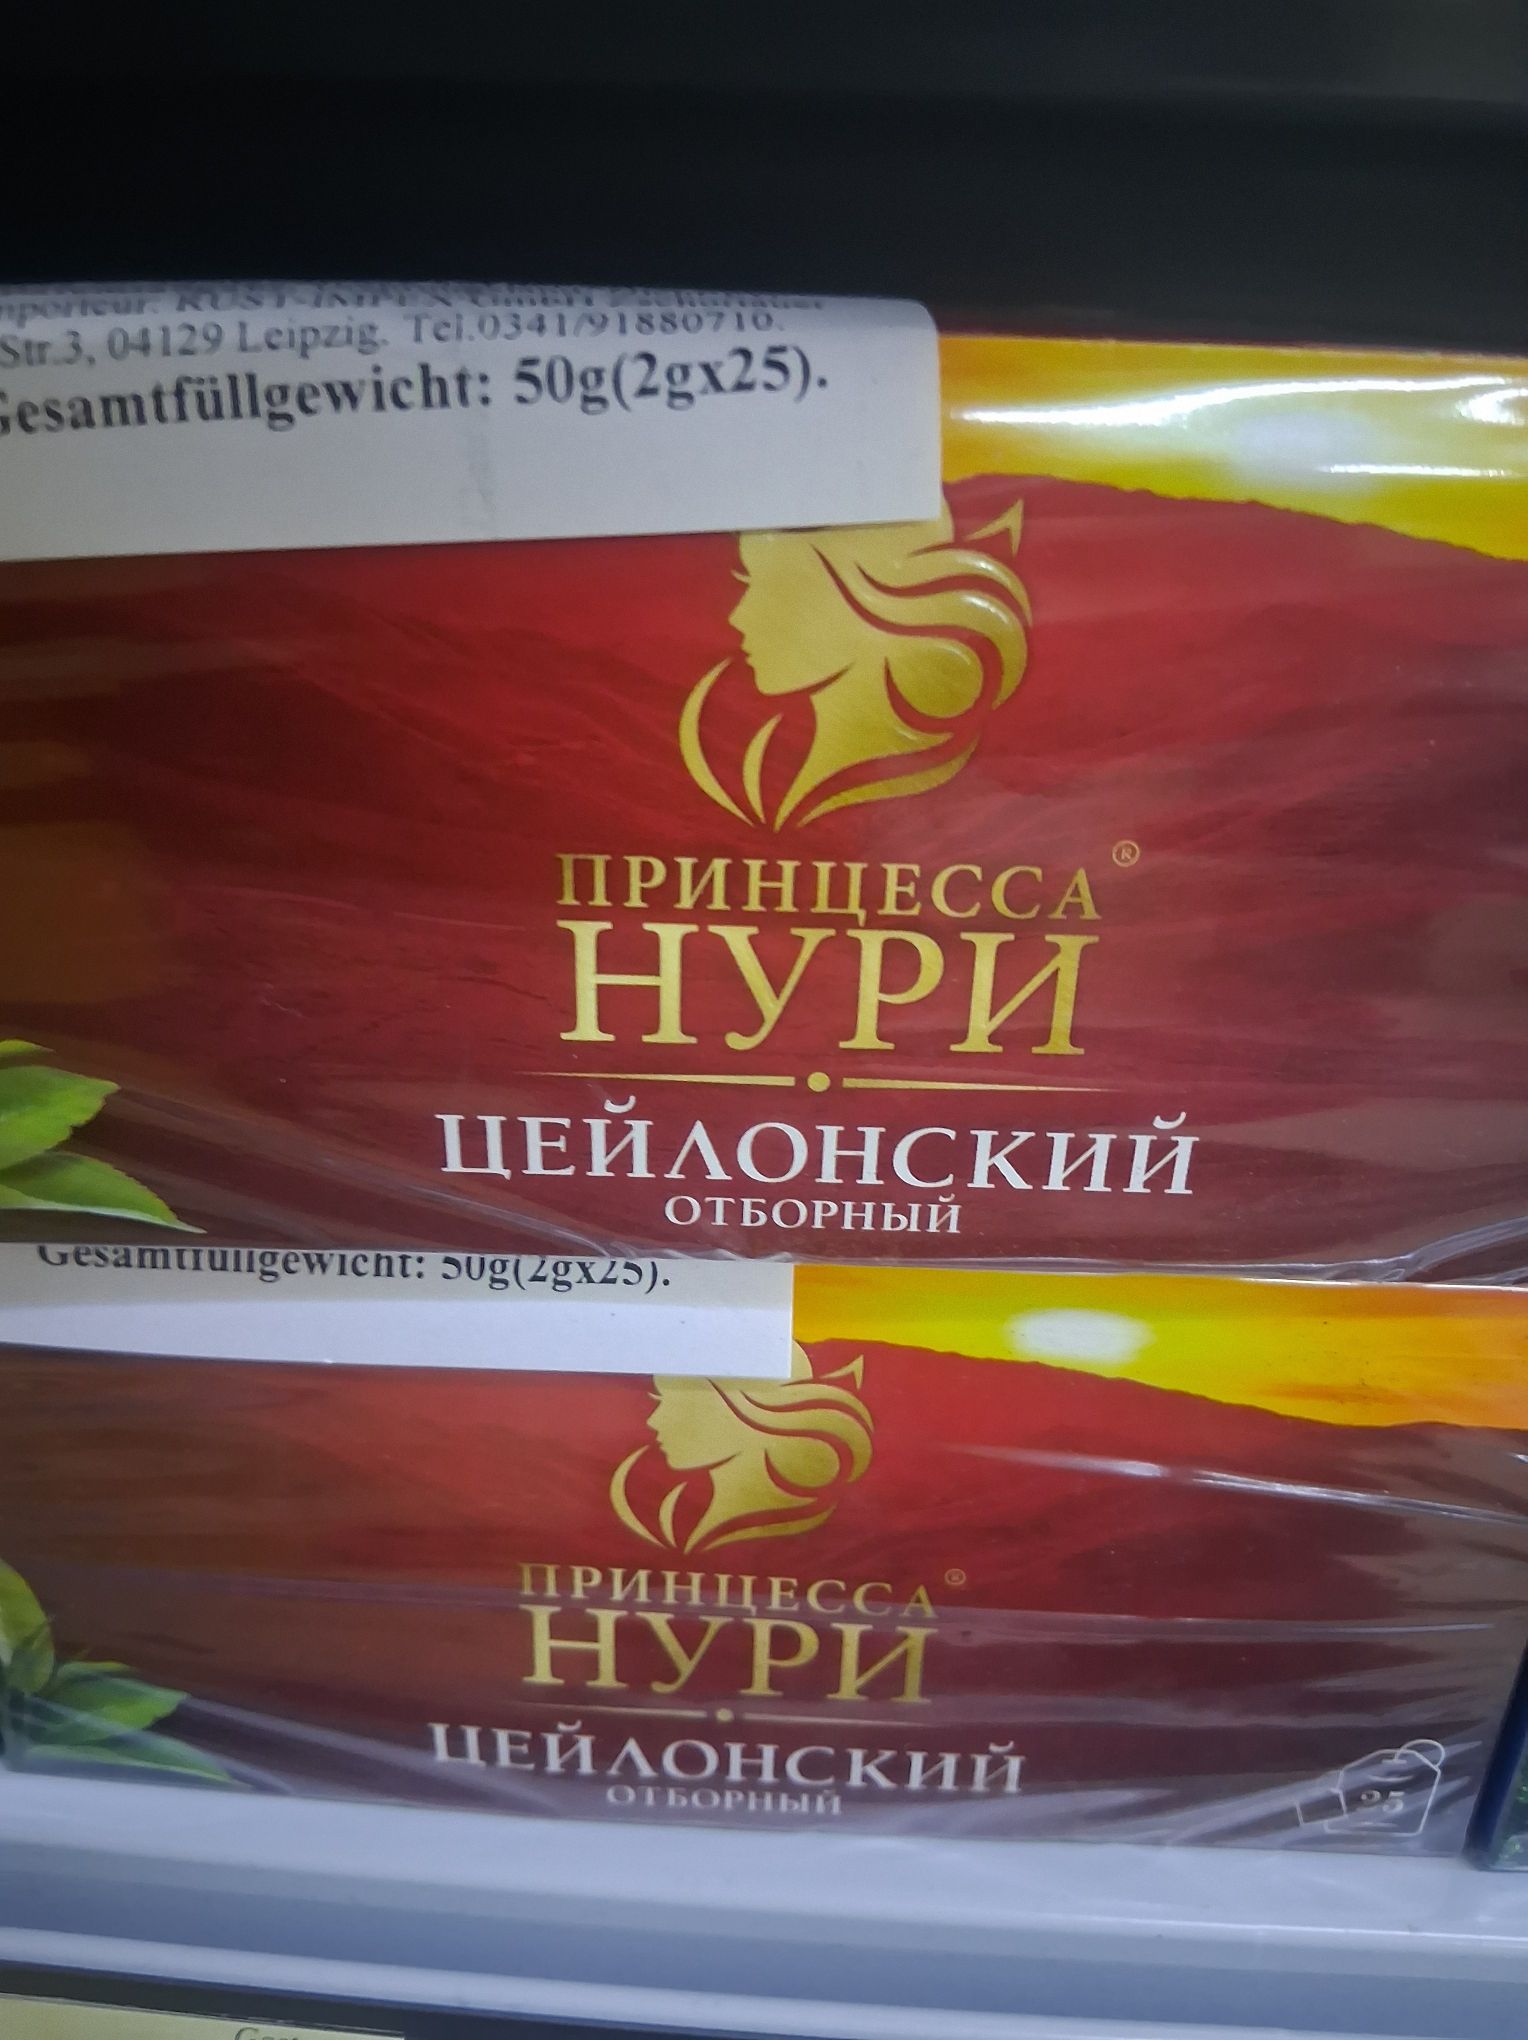 Str.3, 04129 Leipzig. Tel.0341/91880710.
Gesamtfüllgewicht: 50g(2gx25).
ПРИНЦЕССА®
НУРИ
ЦЕЙЛОНСКИЙ
ОТБОРНЫЙ
Gesamtfüllgewicht: 50g(2gx25).
ПРИНЦЕССА®
НУРИ
ЦЕЙЛОНСКИЙ
ОТБОРНЫЙ
25